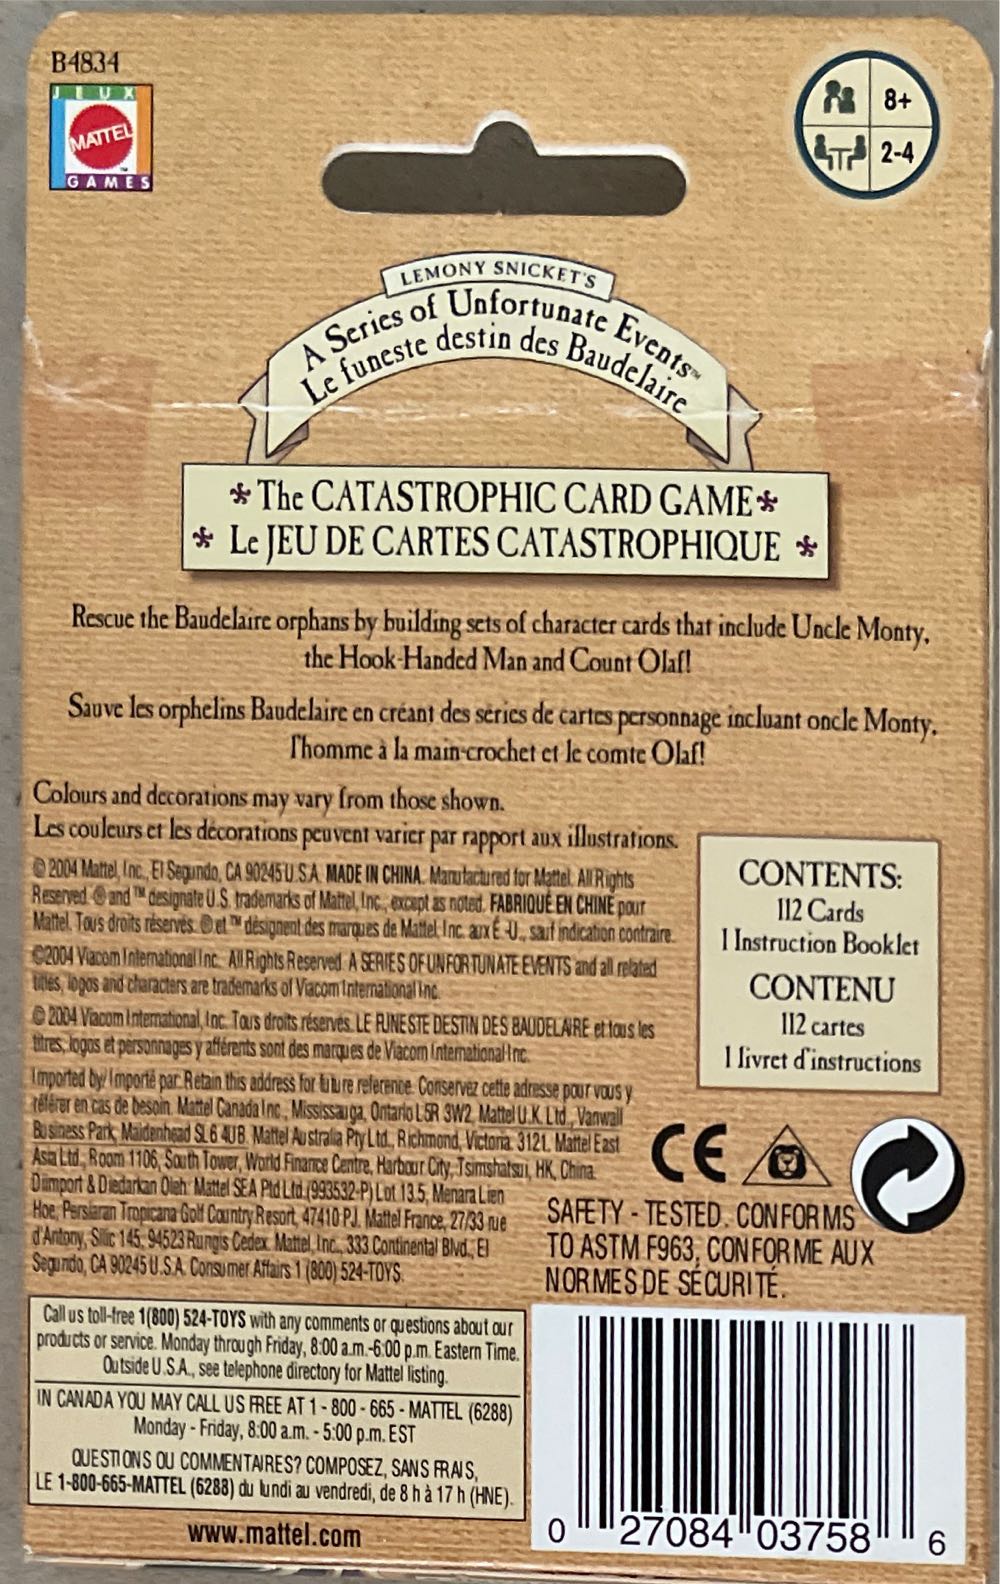 B4834
JEUX
MATTEL
GAMES
8+
2-4
LEMONY SNICKET'S
A Series of Unfortunate Events™
Le funeste destin des Baudelaire
The CATASTROPHIC CARD GAME
Le JEU DE CARTES CATASTROPHIQUE
Rescue the Baudelaire orphans by building sets of character cards that include Uncle Monty,
the Hook-Handed Man and Count Olaf!
Sauve les orphelins Baudelaire en créant des séries de cartes personnage incluant oncle Monty,
l'homme à la main-crochet et le comte Olaf!
Colours and decorations may vary from those shown.
Les couleurs et les décorations peuvent varier par rapport aux illustrations.
© 2004 Mattel, Inc., El Segundo, CA 90245 U.S.A. MADE IN CHINA. Manufactured for Mattel. All Rights
Reserved. ® and ™ designate U.S. trademarks of Mattel, Inc., except as noted. FABRIQUÉ EN CHINE pour
Mattel. Tous droits réservés. ® et ™ désignent des marques de Mattel, Inc. aux É.-U., sauf indication contraire.
©2004 Viacom International Inc. All Rights Reserved. A SERIES OF UNFORTUNATE EVENTS and all related
titles, logos and characters are trademarks of Viacom International Inc.
© 2004 Viacom International, Inc. Tous droits réservés. LE FUNESTE DESTIN DES BAUDELAIRE et tous les
titres, logos et personnages y afférents sont des marques de Viacom International Inc.
Imported by/ Importé par: Retain this address for future reference. Conservez cette adresse pour vous y
référer en cas de besoin. Mattel Canada Inc., Mississauga, Ontario L5R 3W2. Mattel U.K. Ltd., Vanwall
Business Park, Maidenhead SL6 4UB. Mattel Australia Pty Ltd., Richmond, Victoria. 3121. Mattel East
Asia Ltd., Room 1106, South Tower, World Finance Centre, Harbour City, Tsimshatsui, HK, China.
Diimport & Diedarkan Oleh: Mattel SEA Ptd Ltd.(993532-P) Lot 13.5, Menara Lien
Hoe, Persiaran Tropicana Golf Country Resort, 47410 PJ. Mattel France, 27/33 rue
d'Antony, Silic 145, 94523 Rungis Cedex. Mattel, Inc., 333 Continental Blvd., El
Segundo, CA 90245 U.S.A. Consumer Affairs 1 (800) 524-TOYS.
CONTENTS:
112 Cards
1 Instruction Booklet
CONTENU
112 cartes
1 livret d'instructions
CE
SAFETY - TESTED. CONFORMS
TO ASTM F963, CONFORME AUX
NORMES DE SÉCURITÉ.
Call us toll-free 1(800) 524-TOYS with any comments or questions about our
products or service. Monday through Friday, 8:00 a.m.-6:00 p.m. Eastern Time.
Outside U.S.A., see telephone directory for Mattel listing.
IN CANADA YOU MAY CALL US FREE AT 1 - 800 - 665 - MATTEL (6288)
Monday - Friday, 8:00 a.m. - 5:00 p.m. EST
QUESTIONS OU COMMENTAIRES? COMPOSEZ, SANS FRAIS,
LE 1-800-665-MATTEL (6288) du lundi au vendredi, de 8 h à 17 h (HNE).
www.mattel.com
0 27084 03758 6